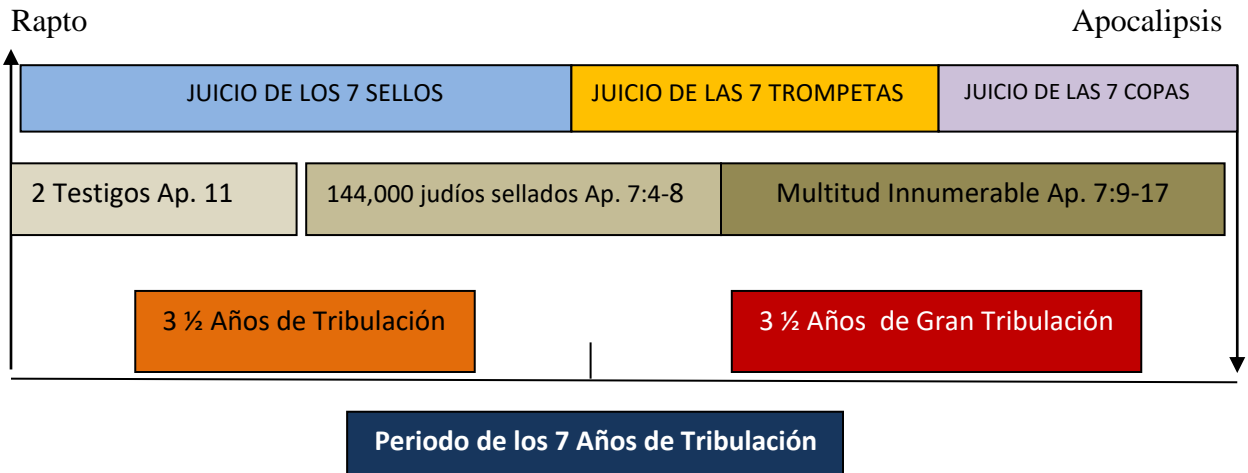 Rapto
Apocalipsis
JUICIO DE LOS 7 SELLOS
JUICIO DE LAS 7 TROMPETAS
JUICIO DE LAS 7 COPAS
2 Testigos Ap. 11
144,000 judíos sellados Ap. 7:4-8
Multitud Innumerable Ap. 7:9-17
3 ½ Años de Tribulación
3 ½ Años de Gran Tribulación
Periodo de los 7 Años de Tribulación